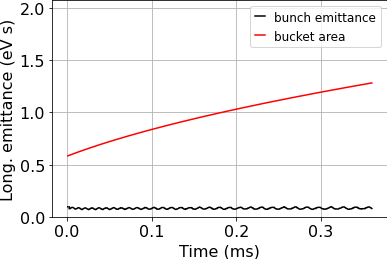 Long. emittance (eV s)
2.0
1.5
1.0
0.5
0.0
bunch emittance
bucket area
0.0 0.1 0.2 0.3
Time (ms)